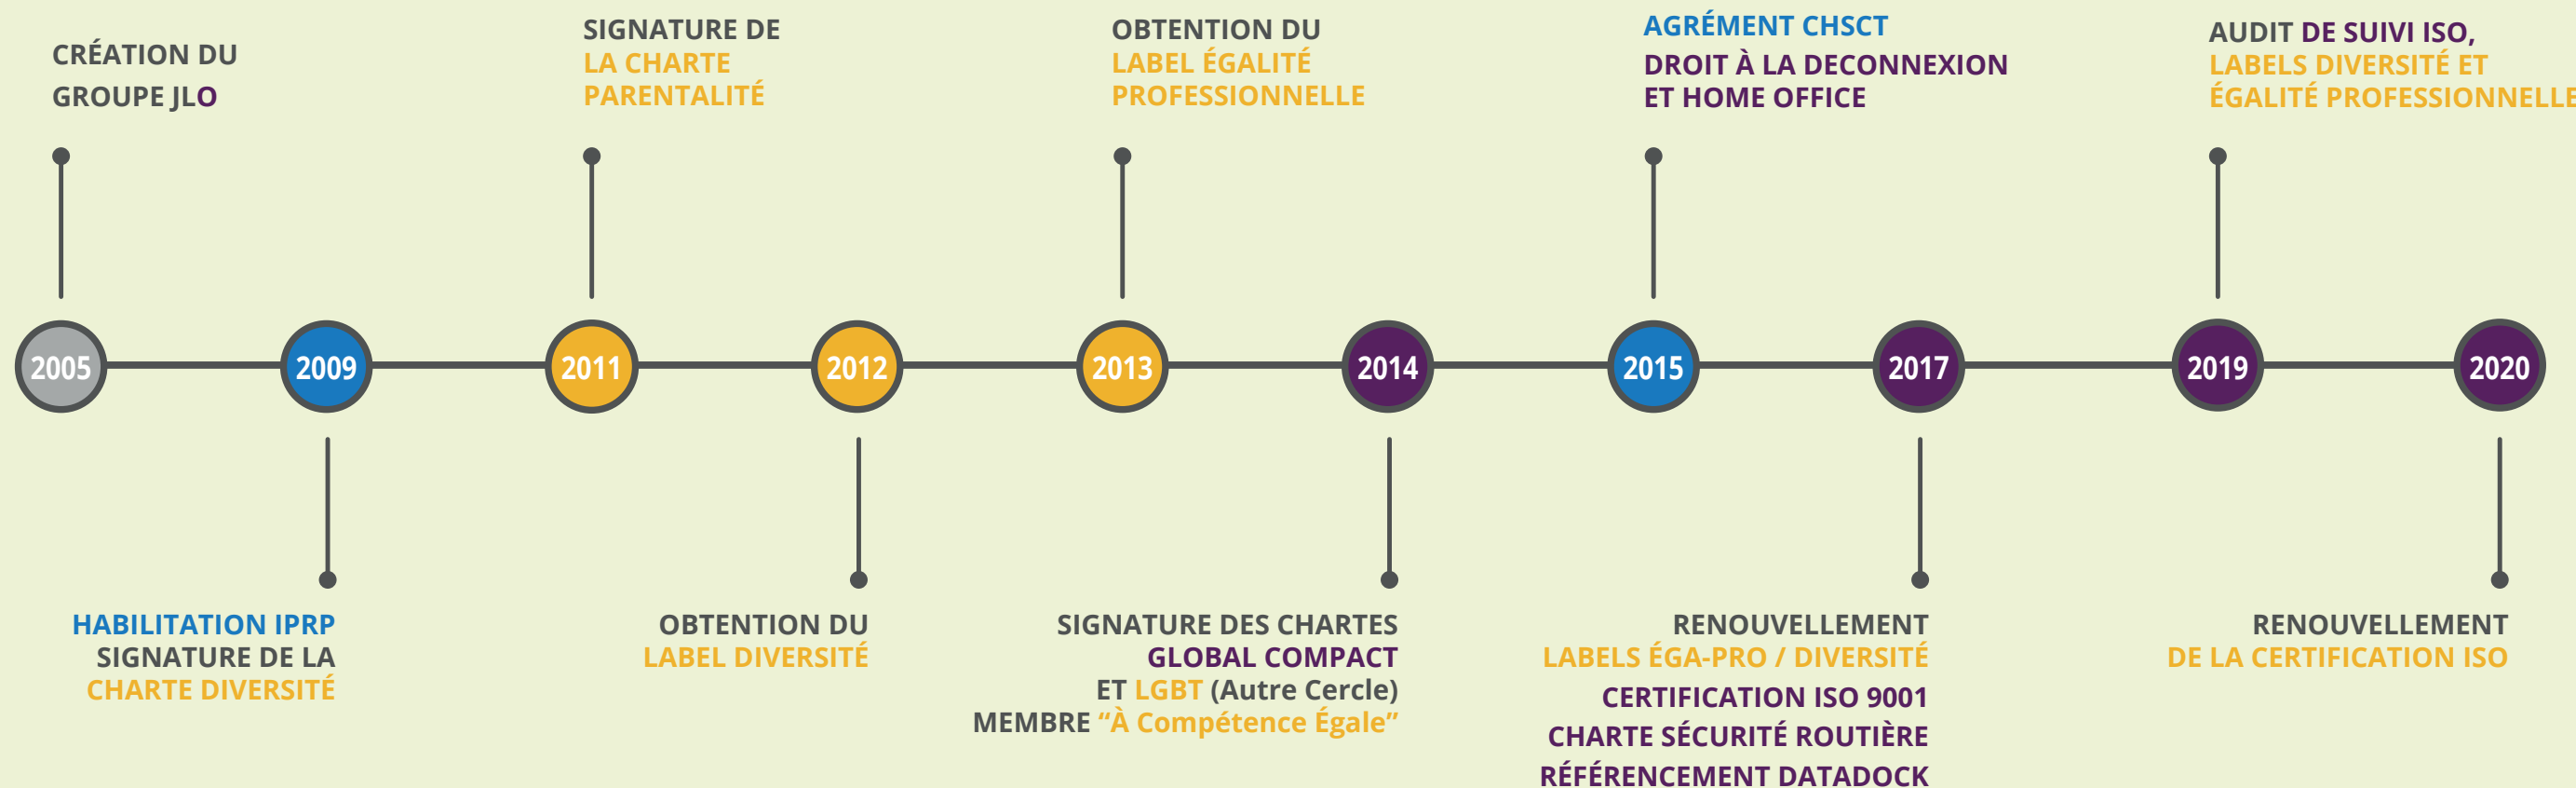 CRÉATION DU
GROUPE JLO
SIGNATURE DE
LA CHARTE
PARENTALITÉ
OBTENTION DU
LABEL ÉGALITÉ
PROFESSIONNELLE
AGRÉMENT CHSCT
DROIT À LA DECONNEXION
ET HOME OFFICE
AUDIT DE SUIVI ISO,
LABELS DIVERSITÉ ET
ÉGALITÉ PROFESSIONNELLE
2005
2009
2011
2012
2013
2014
2015
2017
2019
2020
HABILITATION IPRP
SIGNATURE DE LA
CHARTE DIVERSITÉ
OBTENTION DU
LABEL DIVERSITÉ
SIGNATURE DES CHARTES
GLOBAL COMPACT
ET LGBT (Autre Cercle)
MEMBRE “À Compétence Égale”
RENOUVELLEMENT
LABELS ÉGA-PRO / DIVERSITÉ
CERTIFICATION ISO 9001
CHARTE SÉCURITÉ ROUTIÈRE
RÉFÉRENCEMENT DATADOCK
RENOUVELLEMENT
DE LA CERTIFICATION ISO